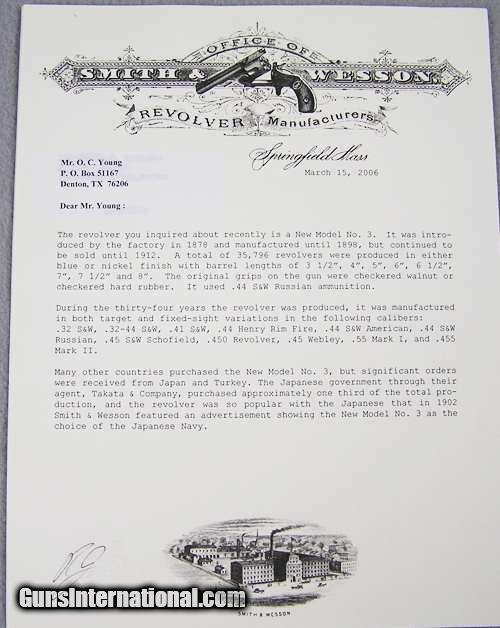 OFFICE OF
SMITH & WESSON.
REVOLVER Manufacturers
Springfield Mass
March 15, 2006
Mr. O. C. Young
P. O. Box 51167
Denton, TX 76206
Dear Mr. Young :
The revolver you inquired about recently is a New Model No. 3. It was intro-
duced by the factory in 1878 and manufactured until 1898, but continued to
be sold until 1912. A total of 35,796 revolvers were produced in either
blue or nickel finish with barrel lengths of 3 1/2", 4", 5", 6", 6 1/2",
7", 7 1/2" and 8". The original grips on the gun were checkered walnut or
checkered hard rubber. It used .44 S&W Russian ammunition.
During the thirty-four years the revolver was produced, it was manufactured
in both target and fixed-sight variations in the following calibers:
.32 S&W, .32-44 S&W, .41 S&W, .44 Henry Rim Fire, .44 S&W American, .44 S&W
Russian, .45 S&W Schofield, .450 Revolver, .45 Webley, .55 Mark I, and .455
Mark II.
Many other countries purchased the New Model No. 3, but significant orders
were received from Japan and Turkey. The Japanese government through their
agent, Takata & Company, purchased approximately one third of the total pro-
duction, and the revolver was so popular with the Japanese that in 1902
Smith & Wesson featured an advertisement showing the New Model No. 3 as the
choice of the Japanese Navy.
GunsInternational.com
SMITH & WESSON.